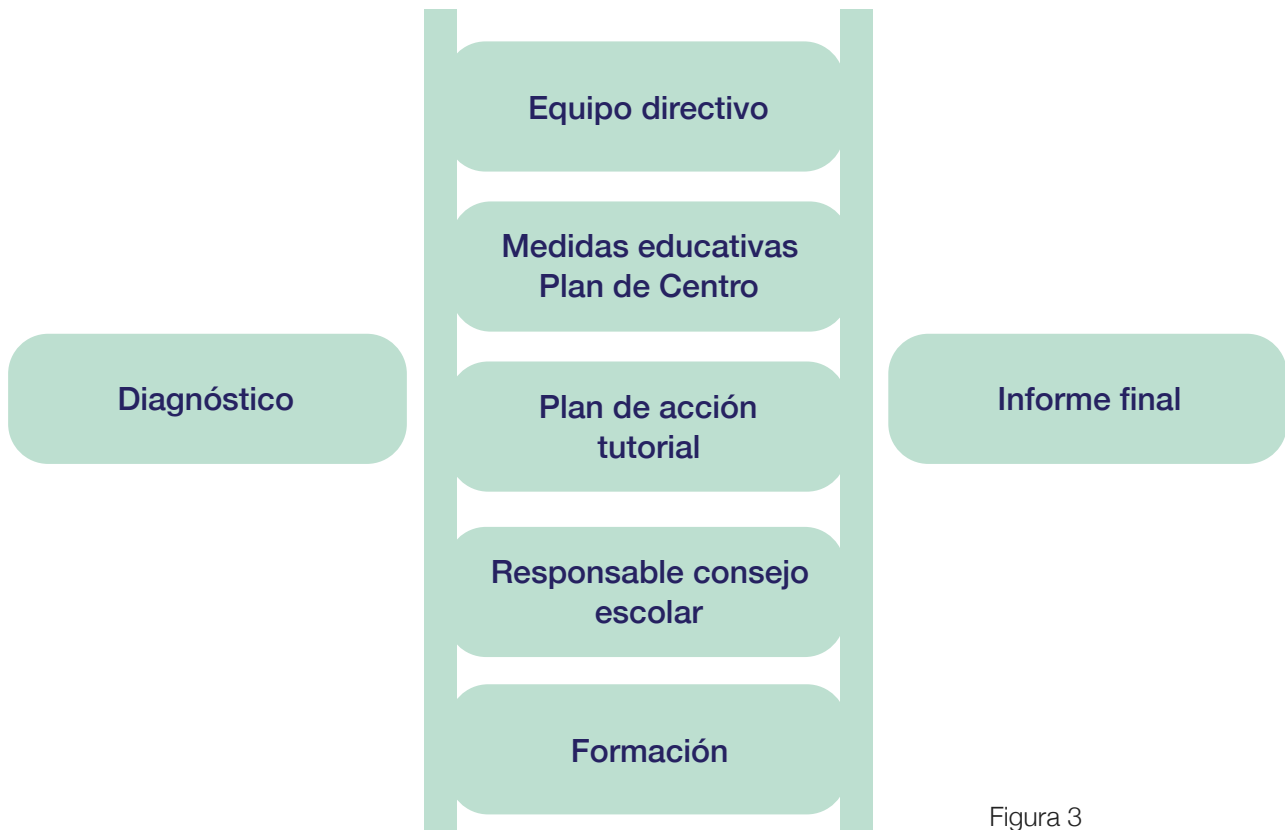 Equipo directivo
Medidas educativas
Plan de Centro
Diagnóstico
Plan de acción
tutorial
Informe final
Responsable consejo
escolar
Formación
Figura 3